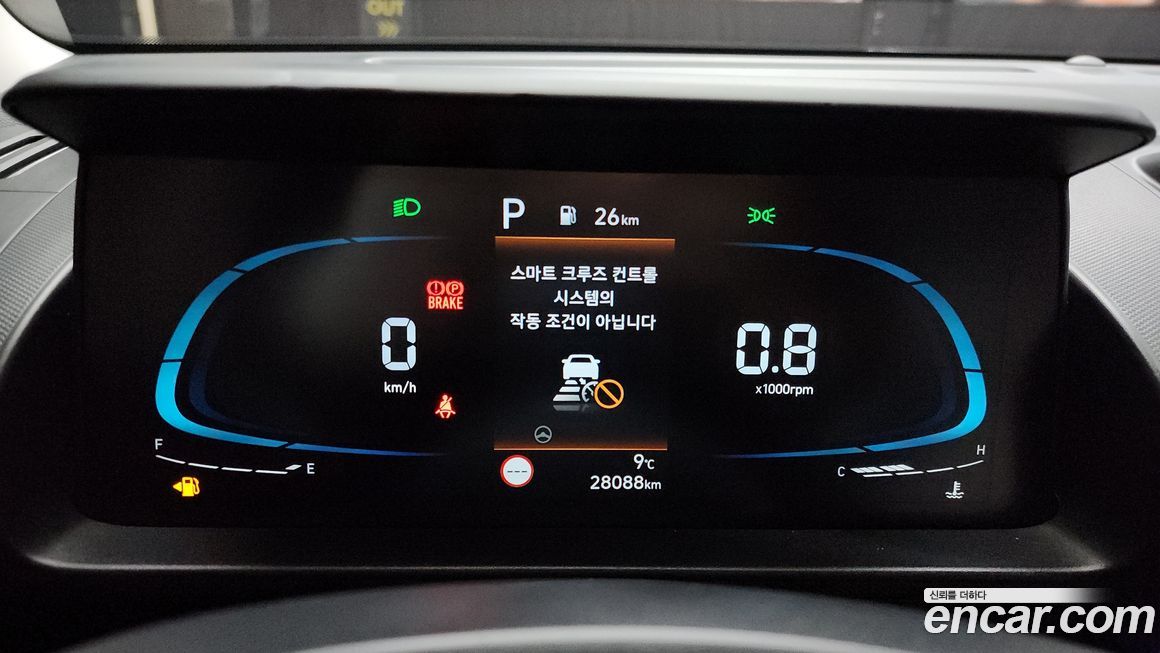 OUT
P 26km
스마트 크루즈 컨트롤
시스템의
작동 조건이 아닙니다
BRAKE
0
km/h
0.8
x1000rpm
F
E
C
H
---
9℃
28088km
신뢰를 더하다
encar.com